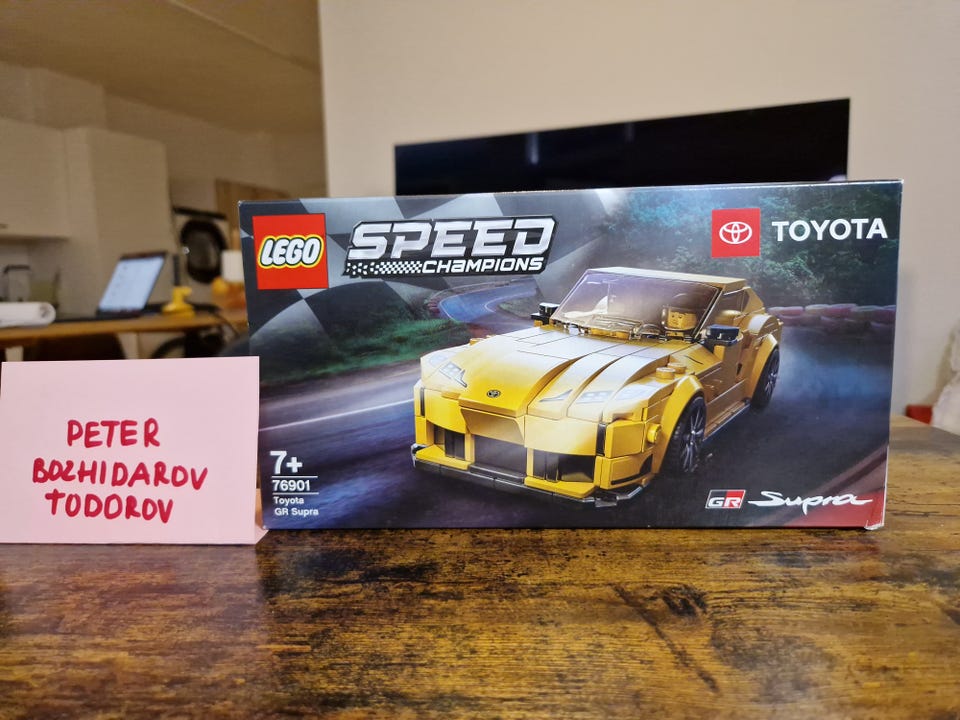 LEGO
SPEED
CHAMPIONS
TOYOTA
7+
76901
Toyota
GR Supra
GR Supra
PETER
BOZHIDAROV
TODOROV